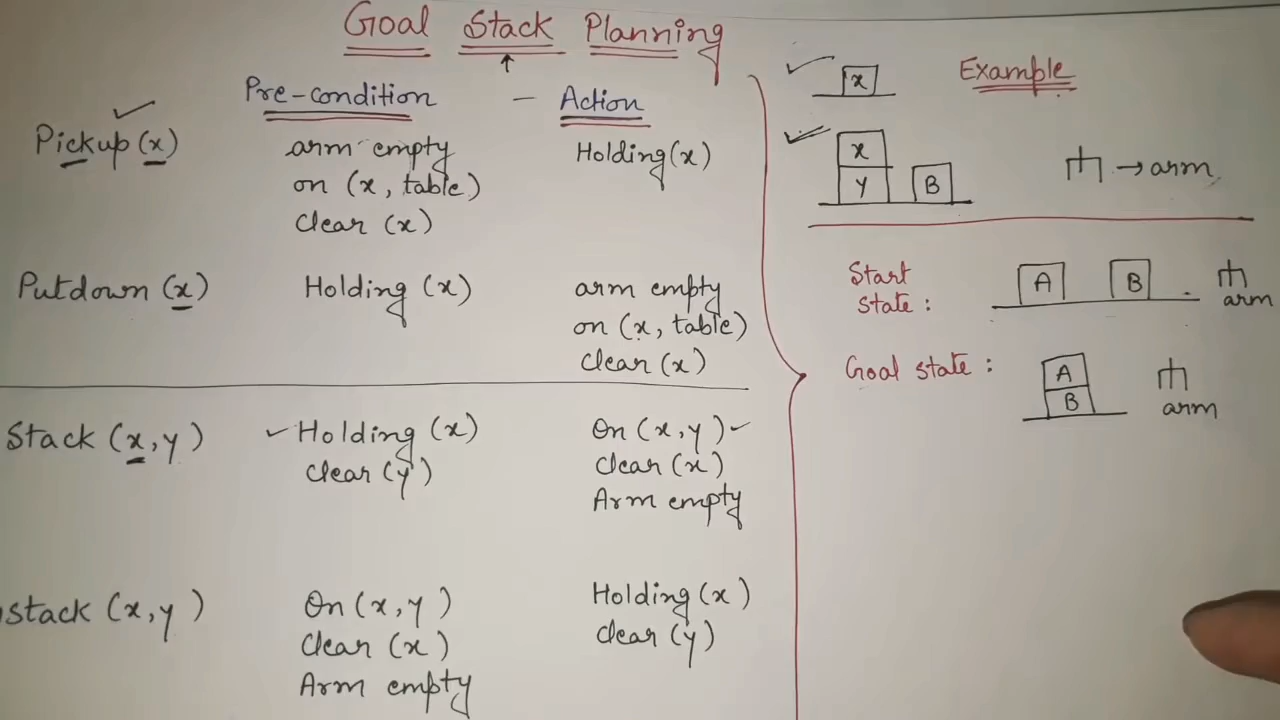 Goal Stack Planning
Pre-condition - Action
Pickup (x) arm empty Holding (x)
on (x, table)
clear (x)
Putdown (x) Holding (x) arm empty
on (x, table)
clear (x)
Stack (x, y) Holding (x) On (x, y)
clear (y) clear (x)
Arm empty
stack (x, y) On (x, y) Holding (x)
clear (x) clear (y)
Arm empty
x Example
x
y B → arm
Start
state : A B arm
Goal state : A
B arm